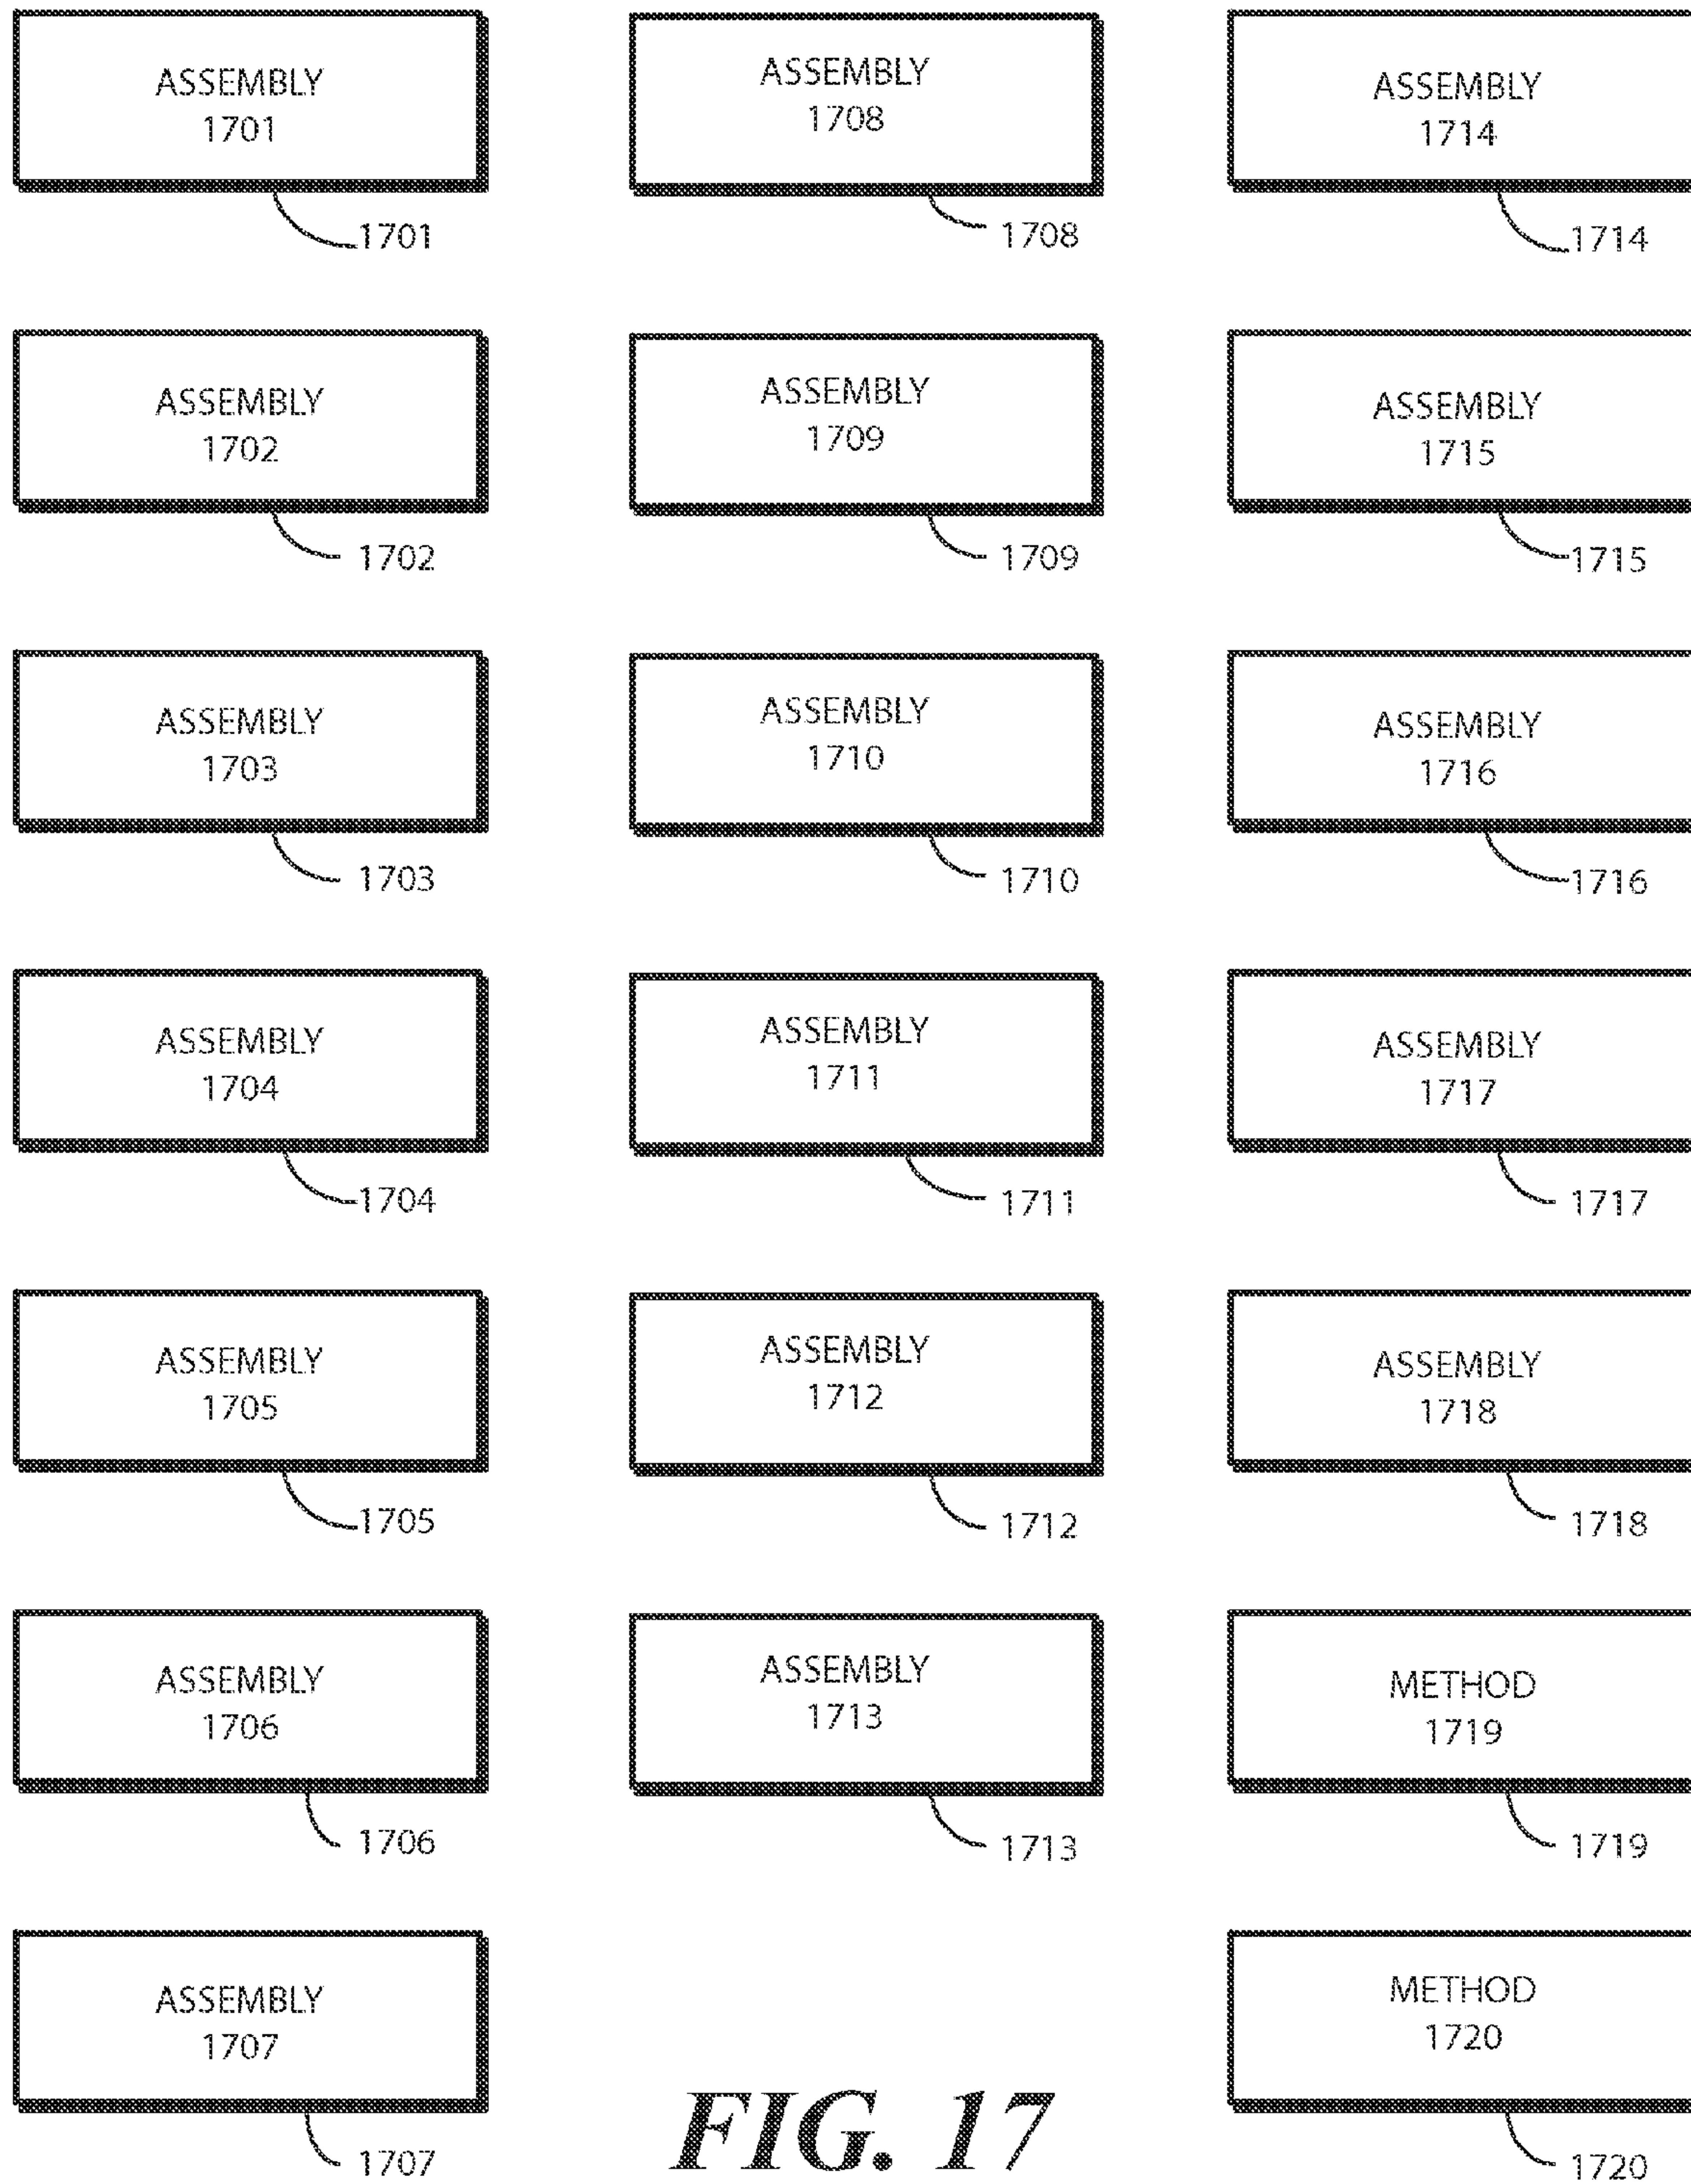 ASSEMBLY
1701
1701
ASSEMBLY
1702
1702
ASSEMBLY
1703
1703
ASSEMBLY
1704
1704
ASSEMBLY
1705
1705
ASSEMBLY
1706
1706
ASSEMBLY
1707
1707
ASSEMBLY
1708
1708
ASSEMBLY
1709
1709
ASSEMBLY
1710
1710
ASSEMBLY
1711
1711
ASSEMBLY
1712
1712
ASSEMBLY
1713
1713
ASSEMBLY
1714
1714
ASSEMBLY
1715
1715
ASSEMBLY
1716
1716
ASSEMBLY
1717
1717
ASSEMBLY
1718
1718
METHOD
1719
1719
METHOD
1720
1720
FIG. 17